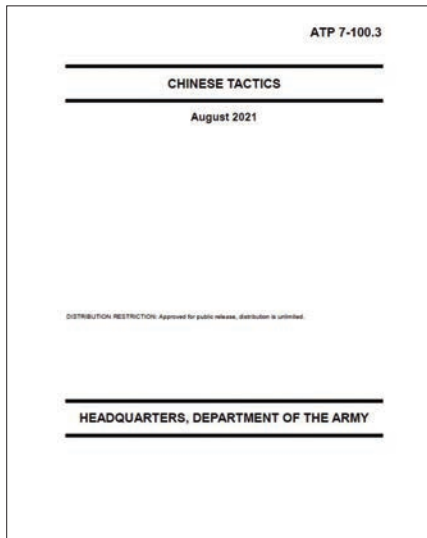 ATP 7-100.3
CHINESE TACTICS
August 2021
DISTRIBUTION RESTRICTION: Approved for public release, distribution is unlimited.
HEADQUARTERS, DEPARTMENT OF THE ARMY